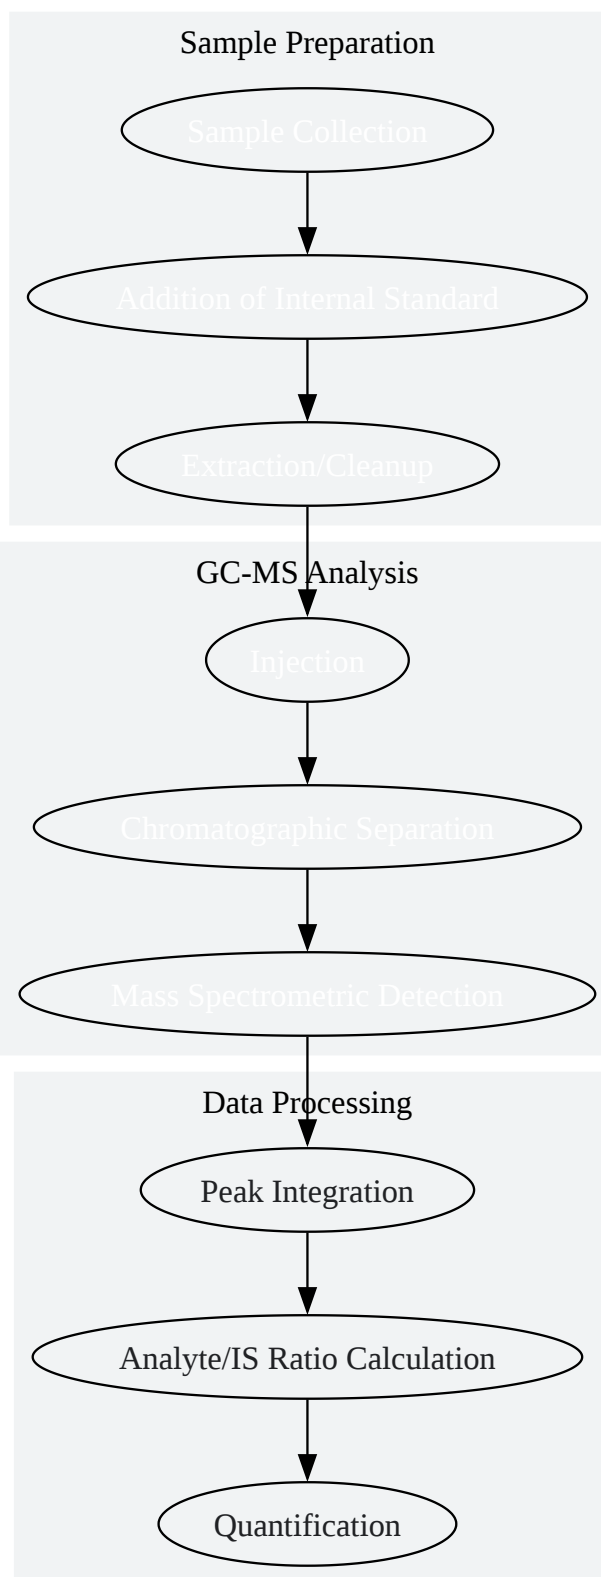 Sample Preparation
Sample Collection
Addition of Internal Standard
Extraction/Cleanup
GC-MS Analysis
Injection
Chromatographic Separation
Mass Spectrometric Detection
Data Processing
Peak Integration
Analyte/IS Ratio Calculation
Quantification